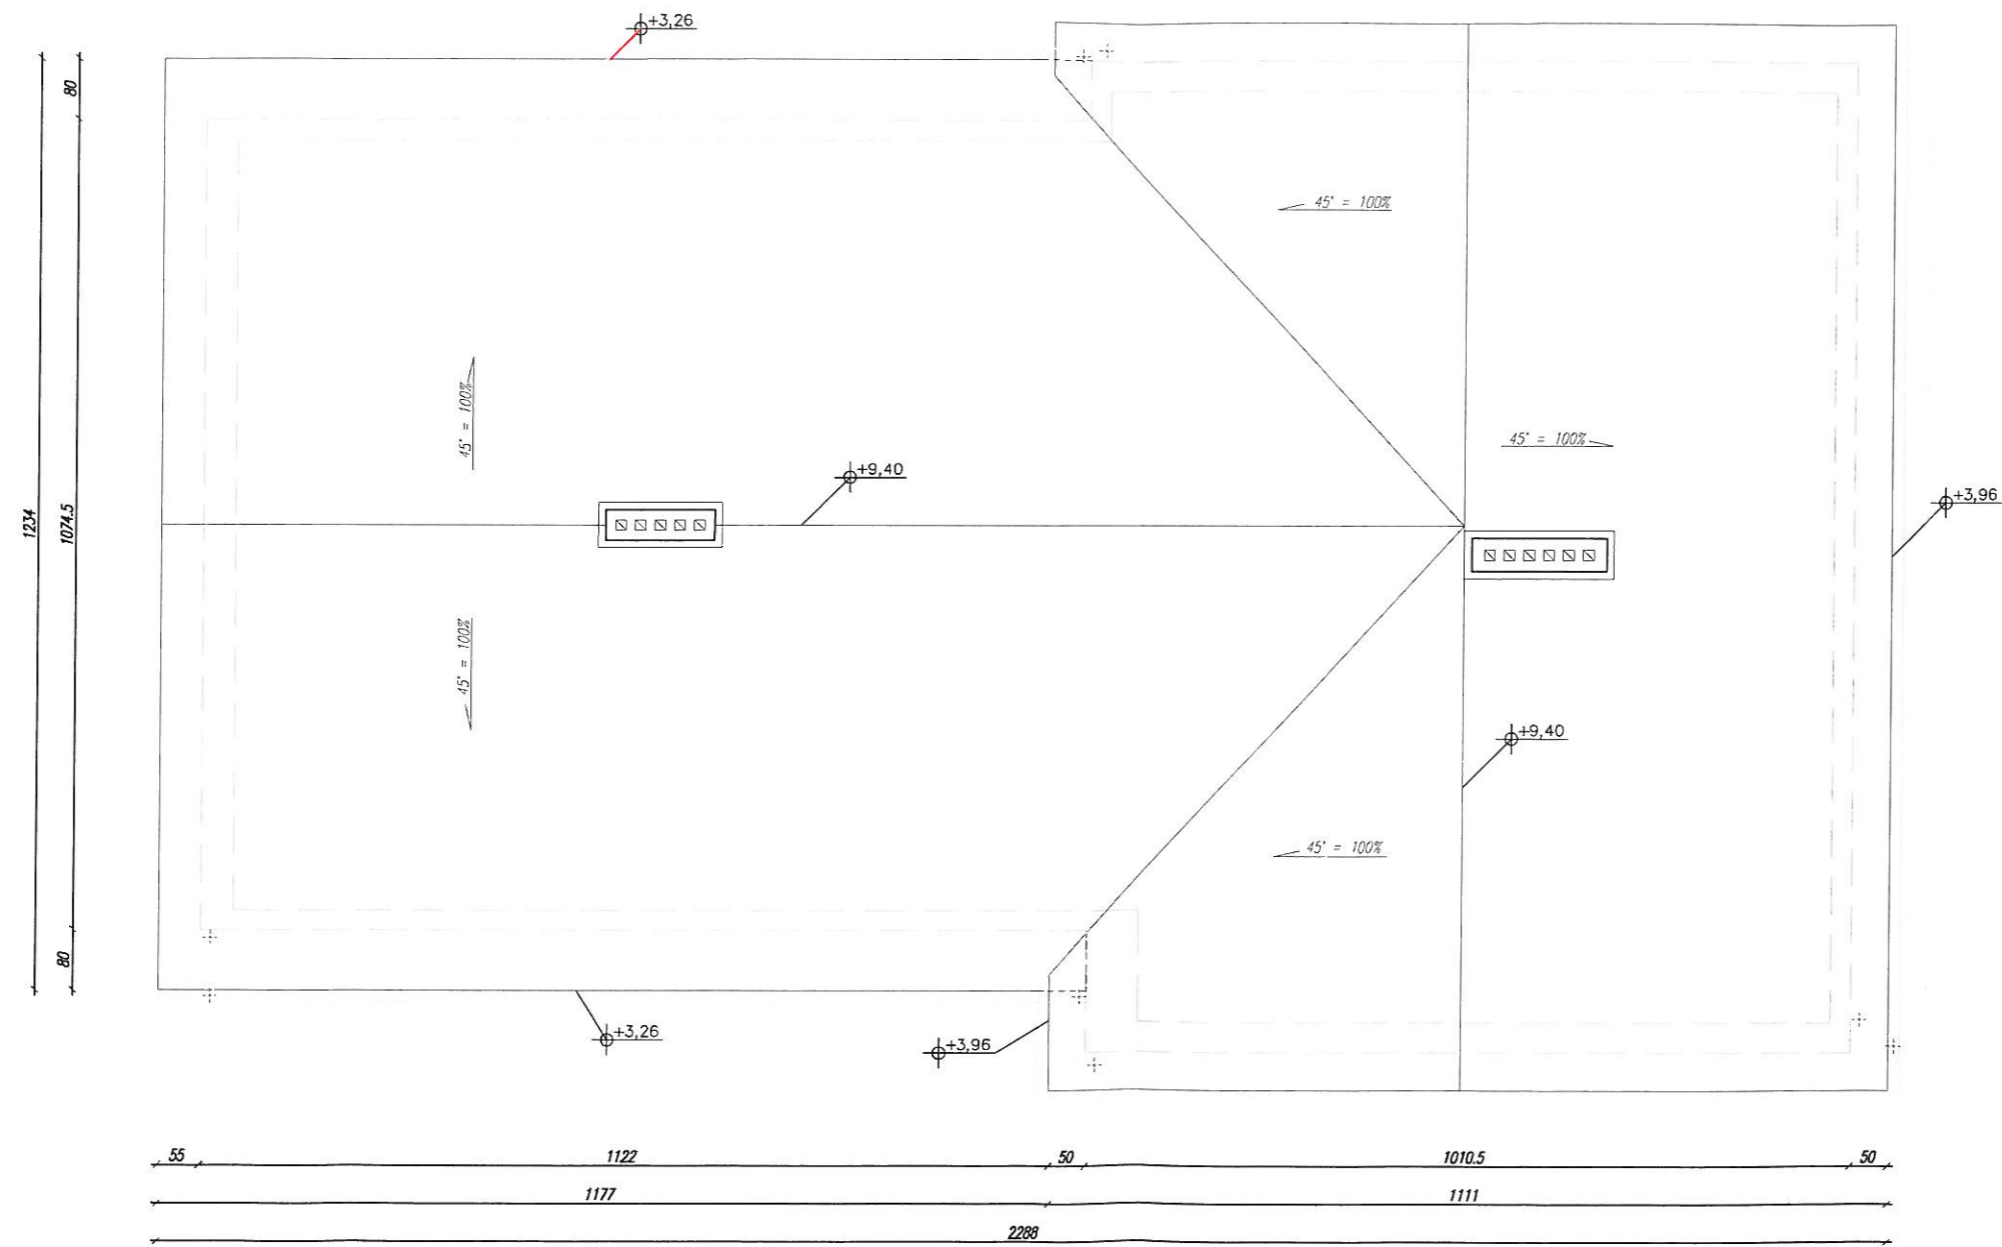 +3,26
80
45° = 100%
45° = 100%
45° = 100%
+9,40
+3,96
1234
1074.5
45° = 100%
+9,40
45° = 100%
80
+3,26
+3,96
55 1122 50 1010.5 50
1177 1111
2288